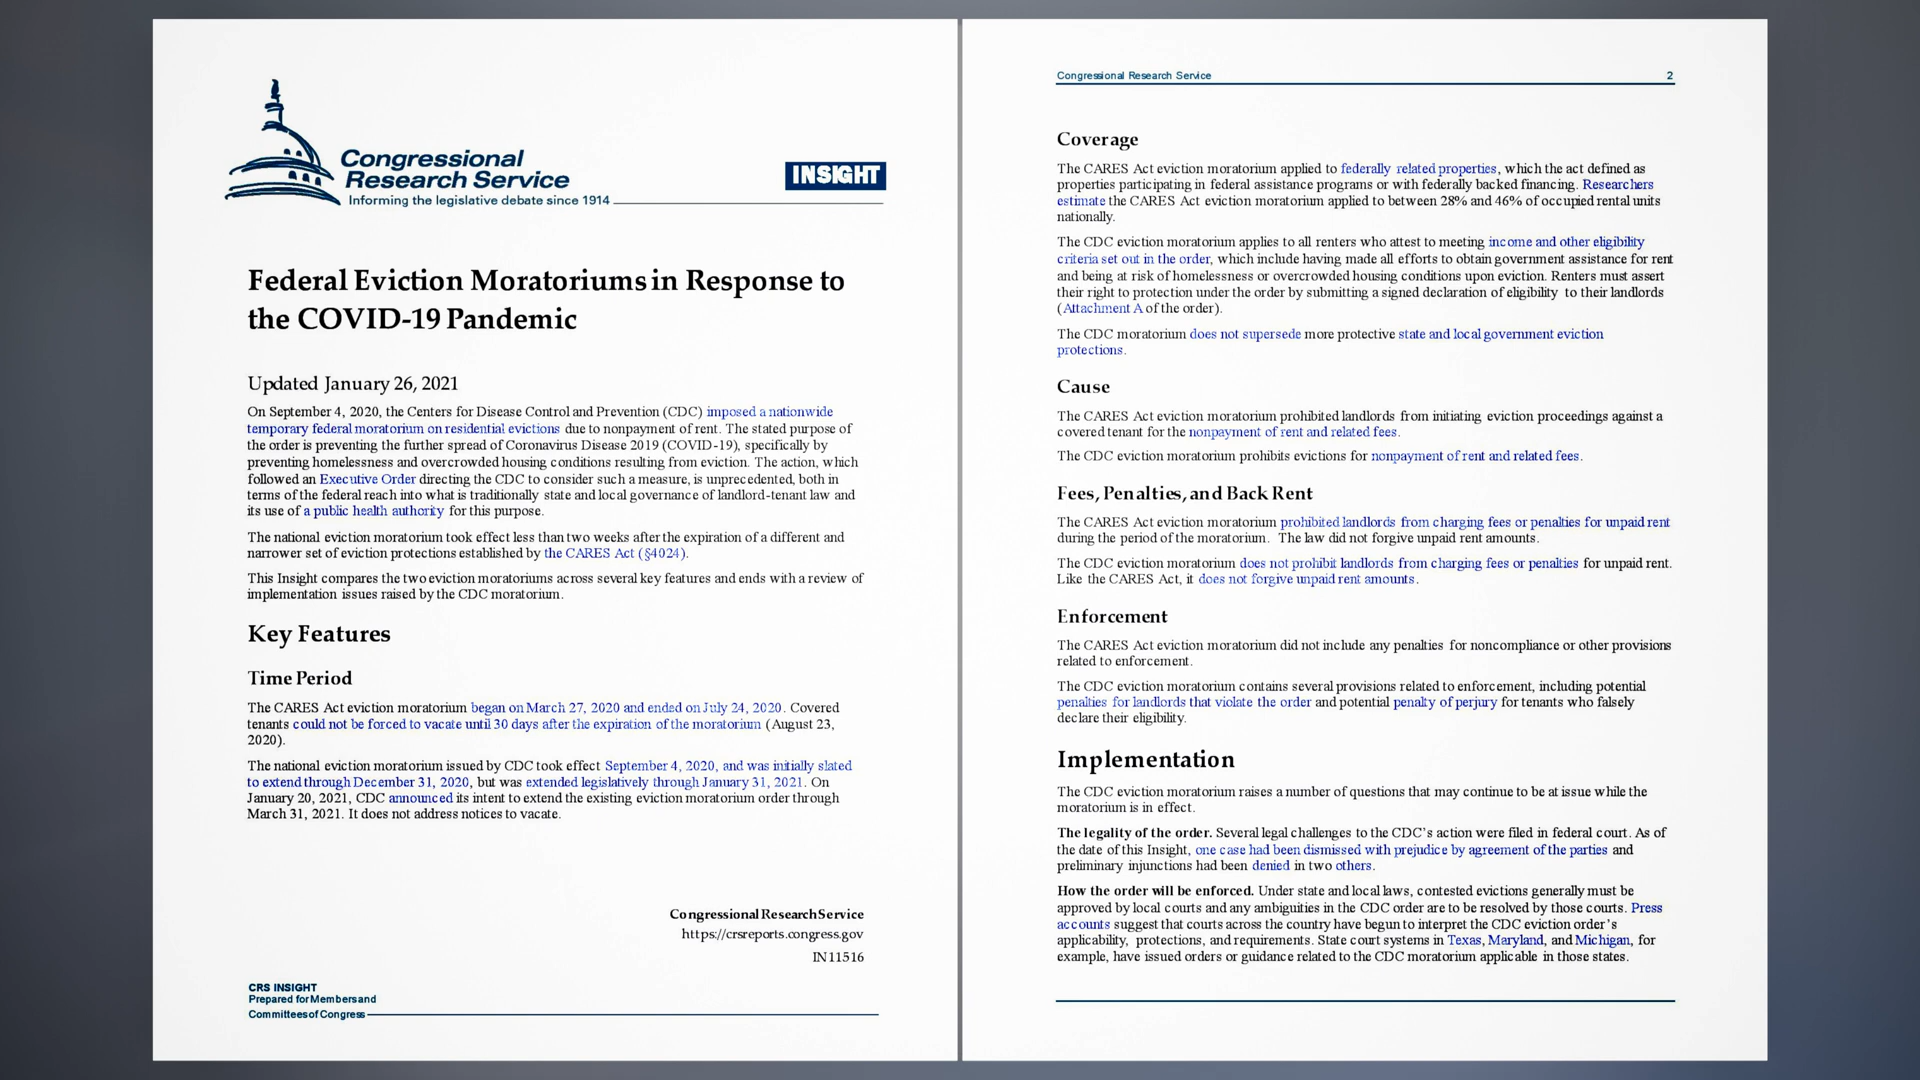 Congressional
Research Service
Informing the legislative debate since 1914
INSIGHT
Federal Eviction Moratoriums in Response to
the COVID-19 Pandemic
Updated January 26, 2021
On September 4, 2020, the Centers for Disease Control and Prevention (CDC) imposed a nationwide
temporary federal moratorium on residential evictions due to nonpayment of rent. The stated purpose of
the order is preventing the further spread of Coronavirus Disease 2019 (COVID-19), specifically by
preventing homelessness and overcrowded housing conditions resulting from eviction. The action, which
followed an Executive Order directing the CDC to consider such a measure, is unprecedented, both in
terms of the federal reach into what is traditionally state and local governance of landlord-tenant law and
its use of a public health authority for this purpose.
The national eviction moratorium took effect less than two weeks after the expiration of a different and
narrower set of eviction protections established by the CARES Act (§4024).
This Insight compares the two eviction moratoriums across several key features and ends with a review of
implementation issues raised by the CDC moratorium.
Key Features
Time Period
The CARES Act eviction moratorium began on March 27, 2020 and ended on July 24, 2020. Covered
tenants could not be forced to vacate until 30 days after the expiration of the moratorium (August 23,
2020).
The national eviction moratorium issued by CDC took effect September 4, 2020, and was initially slated
to extend through December 31, 2020, but was extended legislatively through January 31, 2021. On
January 20, 2021, CDC announced its intent to extend the existing eviction moratorium order through
March 31, 2021. It does not address notices to vacate.
Congressional Research Service
https://crsreports.congress.gov
IN11516
CRS INSIGHT
Prepared for Members and
Committees of Congress
Congressional Research Service 2
Coverage
The CARES Act eviction moratorium applied to federally related properties, which the act defined as
properties participating in federal assistance programs or with federally backed financing. Researchers
estimate the CARES Act eviction moratorium applied to between 28% and 46% of occupied rental units
nationally.
The CDC eviction moratorium applies to all renters who attest to meeting income and other eligibility
criteria set out in the order, which include having made all efforts to obtain government assistance for rent
and being at risk of homelessness or overcrowded housing conditions upon eviction. Renters must assert
their right to protection under the order by submitting a signed declaration of eligibility to their landlords
(Attachment A of the order).
The CDC moratorium does not supersede more protective state and local government eviction
protections.
Cause
The CARES Act eviction moratorium prohibited landlords from initiating eviction proceedings against a
covered tenant for the nonpayment of rent and related fees.
The CDC eviction moratorium prohibits evictions for nonpayment of rent and related fees.
Fees, Penalties, and Back Rent
The CARES Act eviction moratorium prohibited landlords from charging fees or penalties for unpaid rent
during the period of the moratorium. The law did not forgive unpaid rent amounts.
The CDC eviction moratorium does not prohibit landlords from charging fees or penalties for unpaid rent.
Like the CARES Act, it does not forgive unpaid rent amounts.
Enforcement
The CARES Act eviction moratorium did not include any penalties for noncompliance or other provisions
related to enforcement.
The CDC eviction moratorium contains several provisions related to enforcement, including potential
penalties for landlords that violate the order and potential penalty of perjury for tenants who falsely
declare their eligibility.
Implementation
The CDC eviction moratorium raises a number of questions that may continue to be at issue while the
moratorium is in effect.
The legality of the order. Several legal challenges to the CDC's action were filed in federal court. As of
the date of this Insight, one case had been dismissed with prejudice by agreement of the parties and
preliminary injunctions had been denied in two others.
How the order will be enforced. Under state and local laws, contested evictions generally must be
approved by local courts and any ambiguities in the CDC order are to be resolved by those courts. Press
accounts suggest that courts across the country have begun to interpret the CDC eviction order's
applicability, protections, and requirements. State court systems in Texas, Maryland, and Michigan, for
example, have issued orders or guidance related to the CDC moratorium applicable in those states.